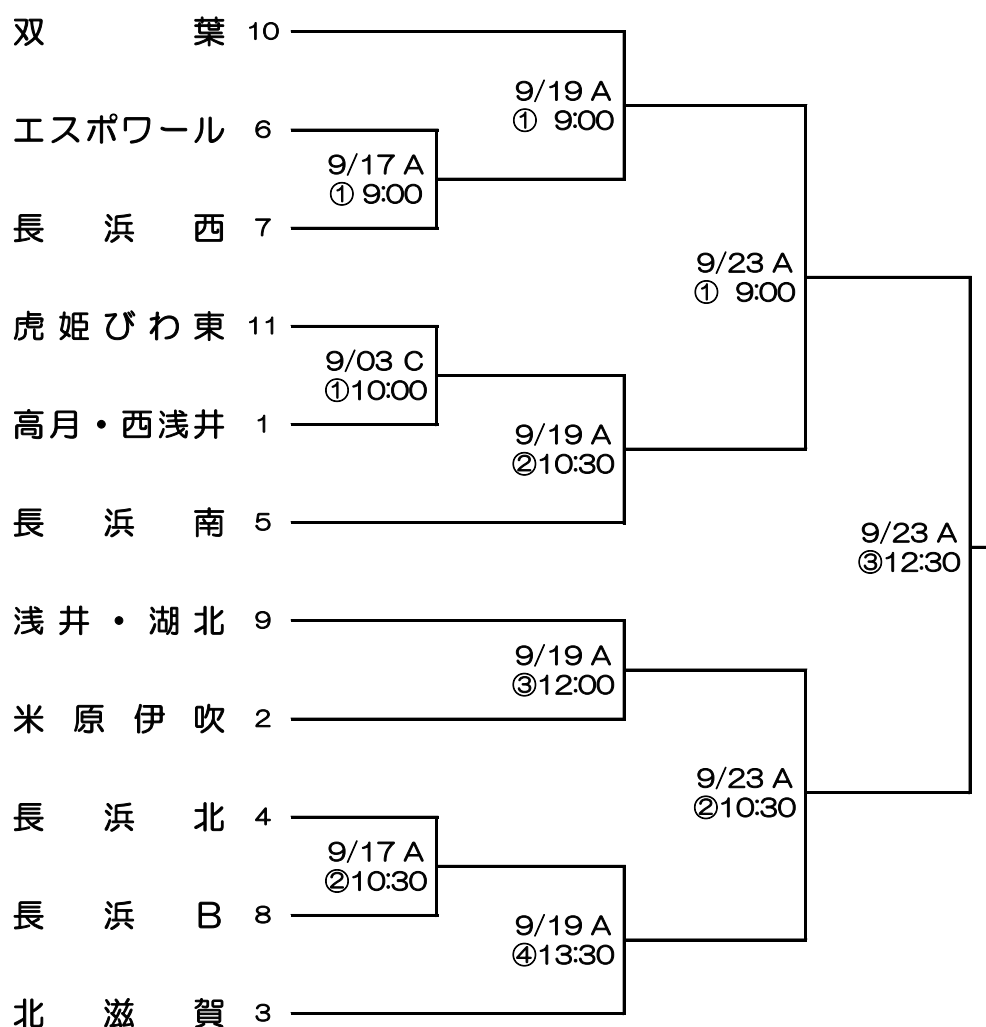 双葉 10
9/19 A
① 9:00
エスポワール 6
9/17 A
① 9:00
長浜西 7
9/23 A
① 9:00
虎姫びわ東 11
9/03 C
①10:00
高月・西浅井 1
9/19 A
②10:30
長浜南 5
9/23 A
③12:30
浅井・湖北 9
9/19 A
③12:00
米原伊吹 2
9/23 A
②10:30
長浜北 4
9/17 A
②10:30
長浜B 8
9/19 A
④13:30
北滋賀 3